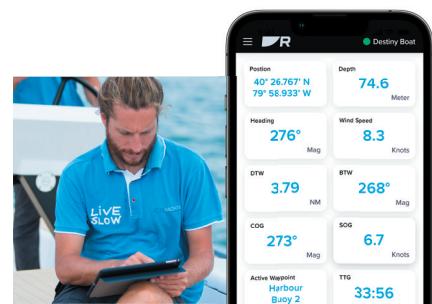 R
Destiny Boat
Postion
40° 26.767' N
79° 58.933' W
Depth
74.6
Meter
Heading
276°
Mag
Wind Speed
8.3
Knots
DTW
3.79
NM
BTW
268°
Mag
COG
273°
Mag
SOG
6.7
Knots
Active Waypoint
Harbour
Buoy 2
TTG
33:56
LiVE
SLOW